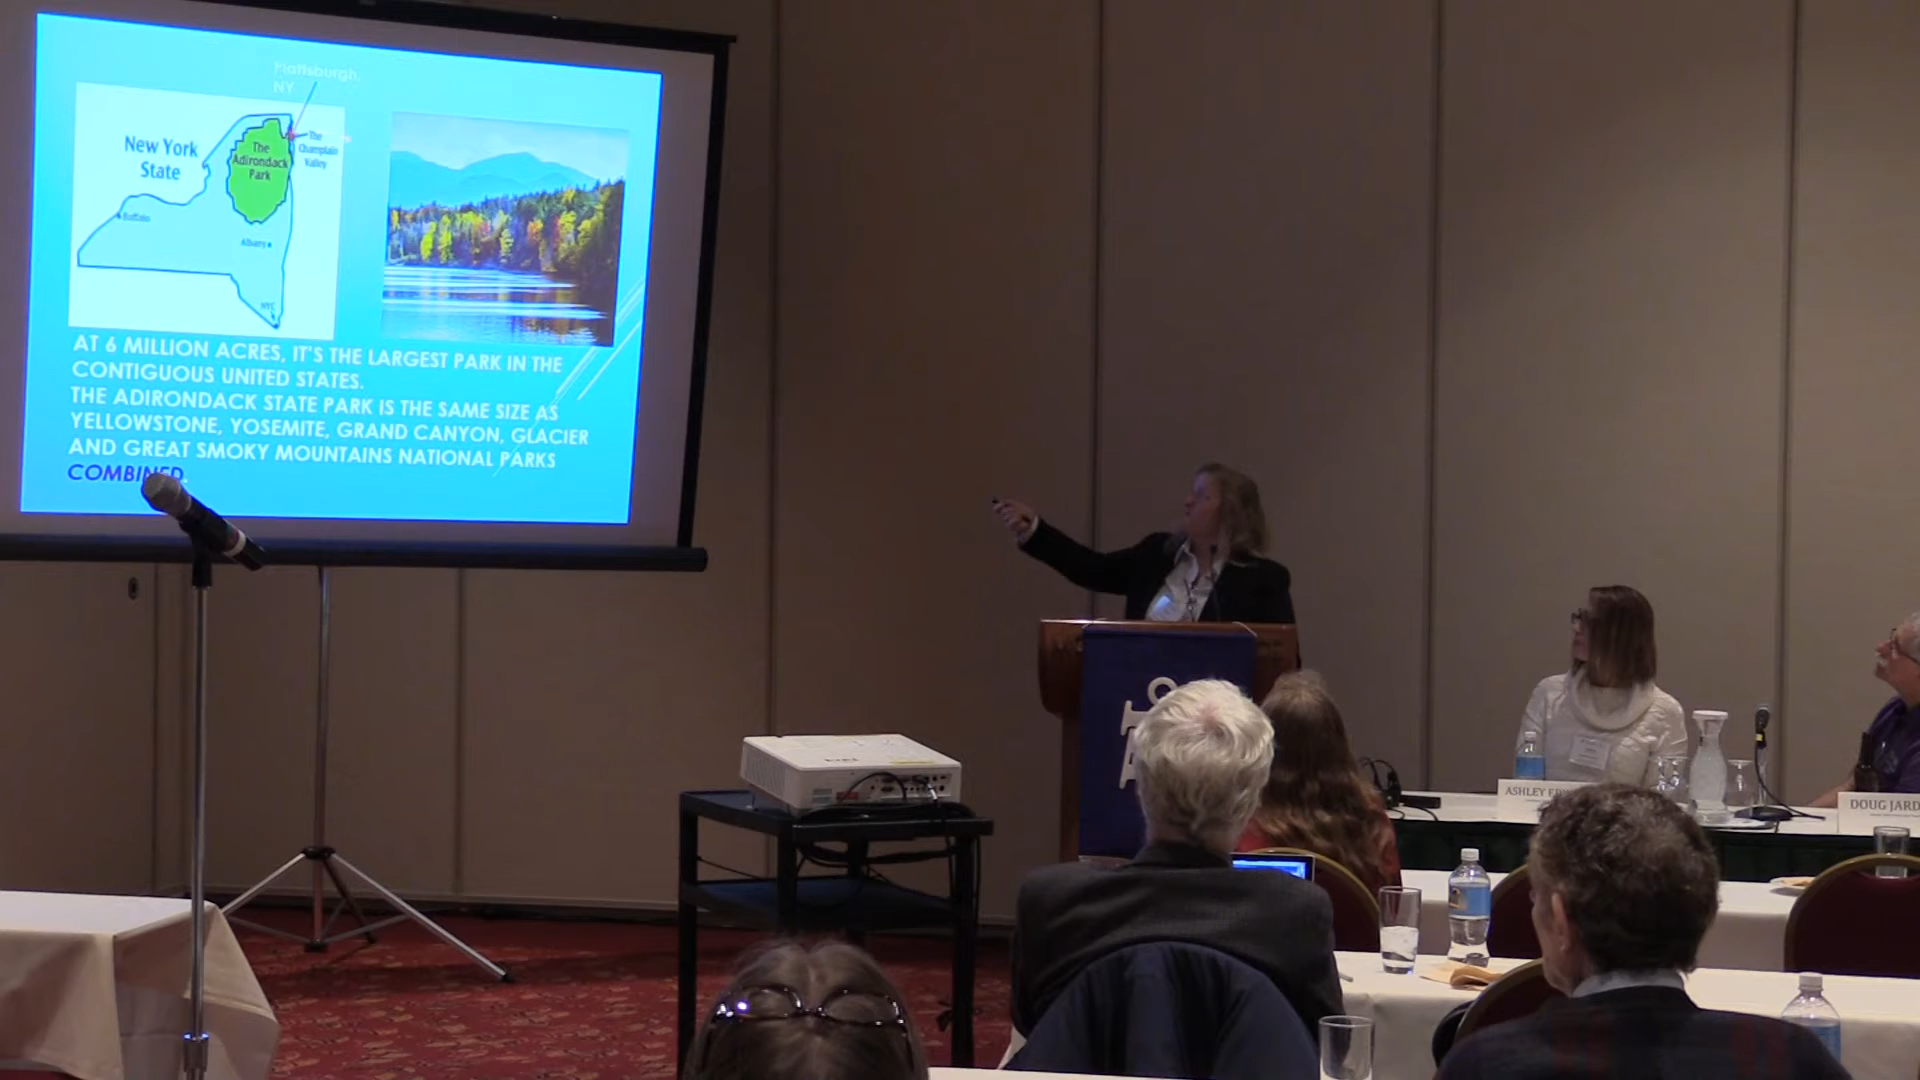 Plattsburgh,
NY
New York
State
The
Adirondack
Park
The
Champlain
Valley
Buffalo
Albany
NYC
AT 6 MILLION ACRES, IT'S THE LARGEST PARK IN THE
CONTIGUOUS UNITED STATES.
THE ADIRONDACK STATE PARK IS THE SAME SIZE AS
YELLOWSTONE, YOSEMITE, GRAND CANYON, GLACIER
AND GREAT SMOKY MOUNTAINS NATIONAL PARKS
COMBINED.
ASHLEY
DOUG JARD